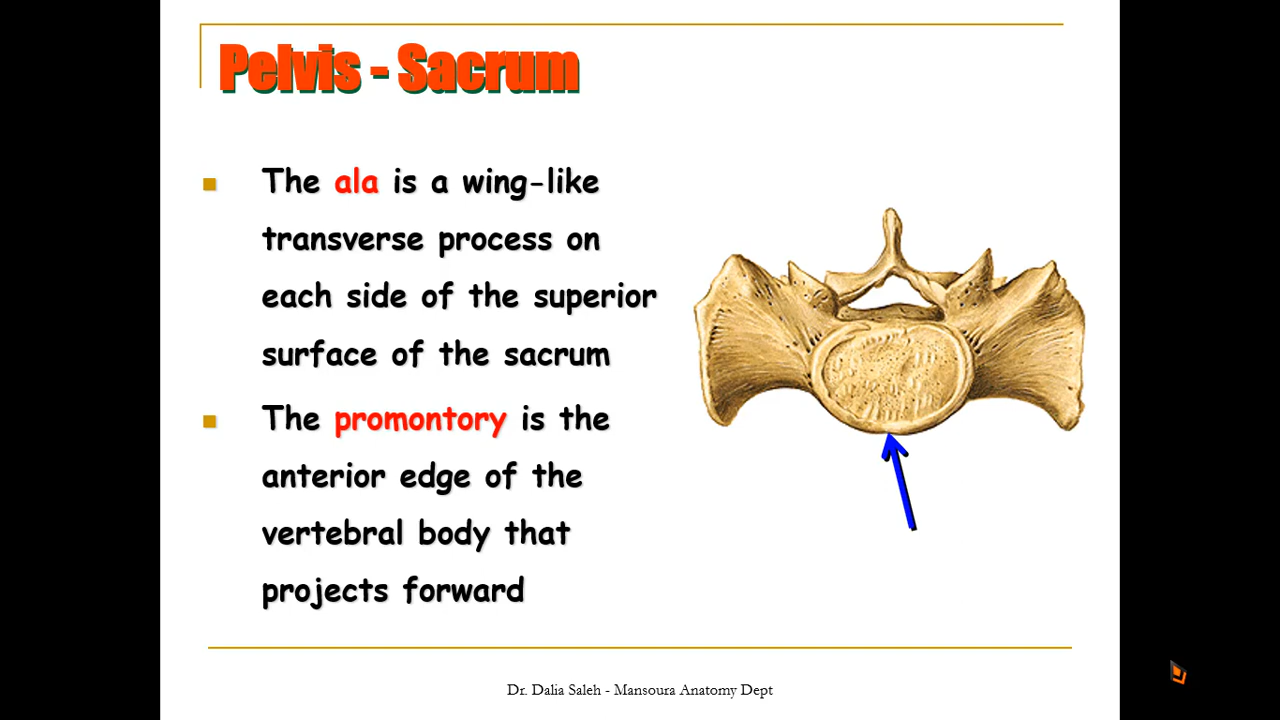 Pelvis - Sacrum
The ala is a wing-like
transverse process on
each side of the superior
surface of the sacrum
The promontory is the
anterior edge of the
vertebral body that
projects forward
Dr. Dalia Saleh - Mansoura Anatomy Dept